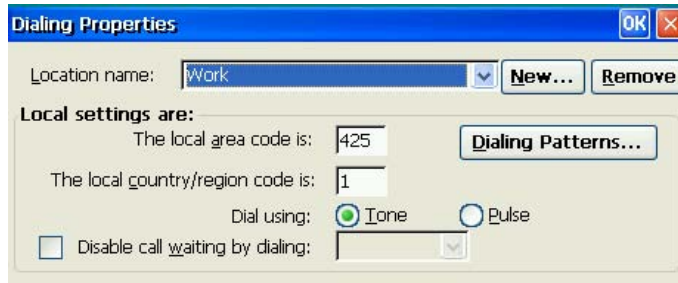 Dialing Properties OK
Location name: Work New... Remove
Local settings are:
The local area code is: 425 Dialing Patterns...
The local country/region code is: 1
Dial using: Tone Pulse
Disable call waiting by dialing: